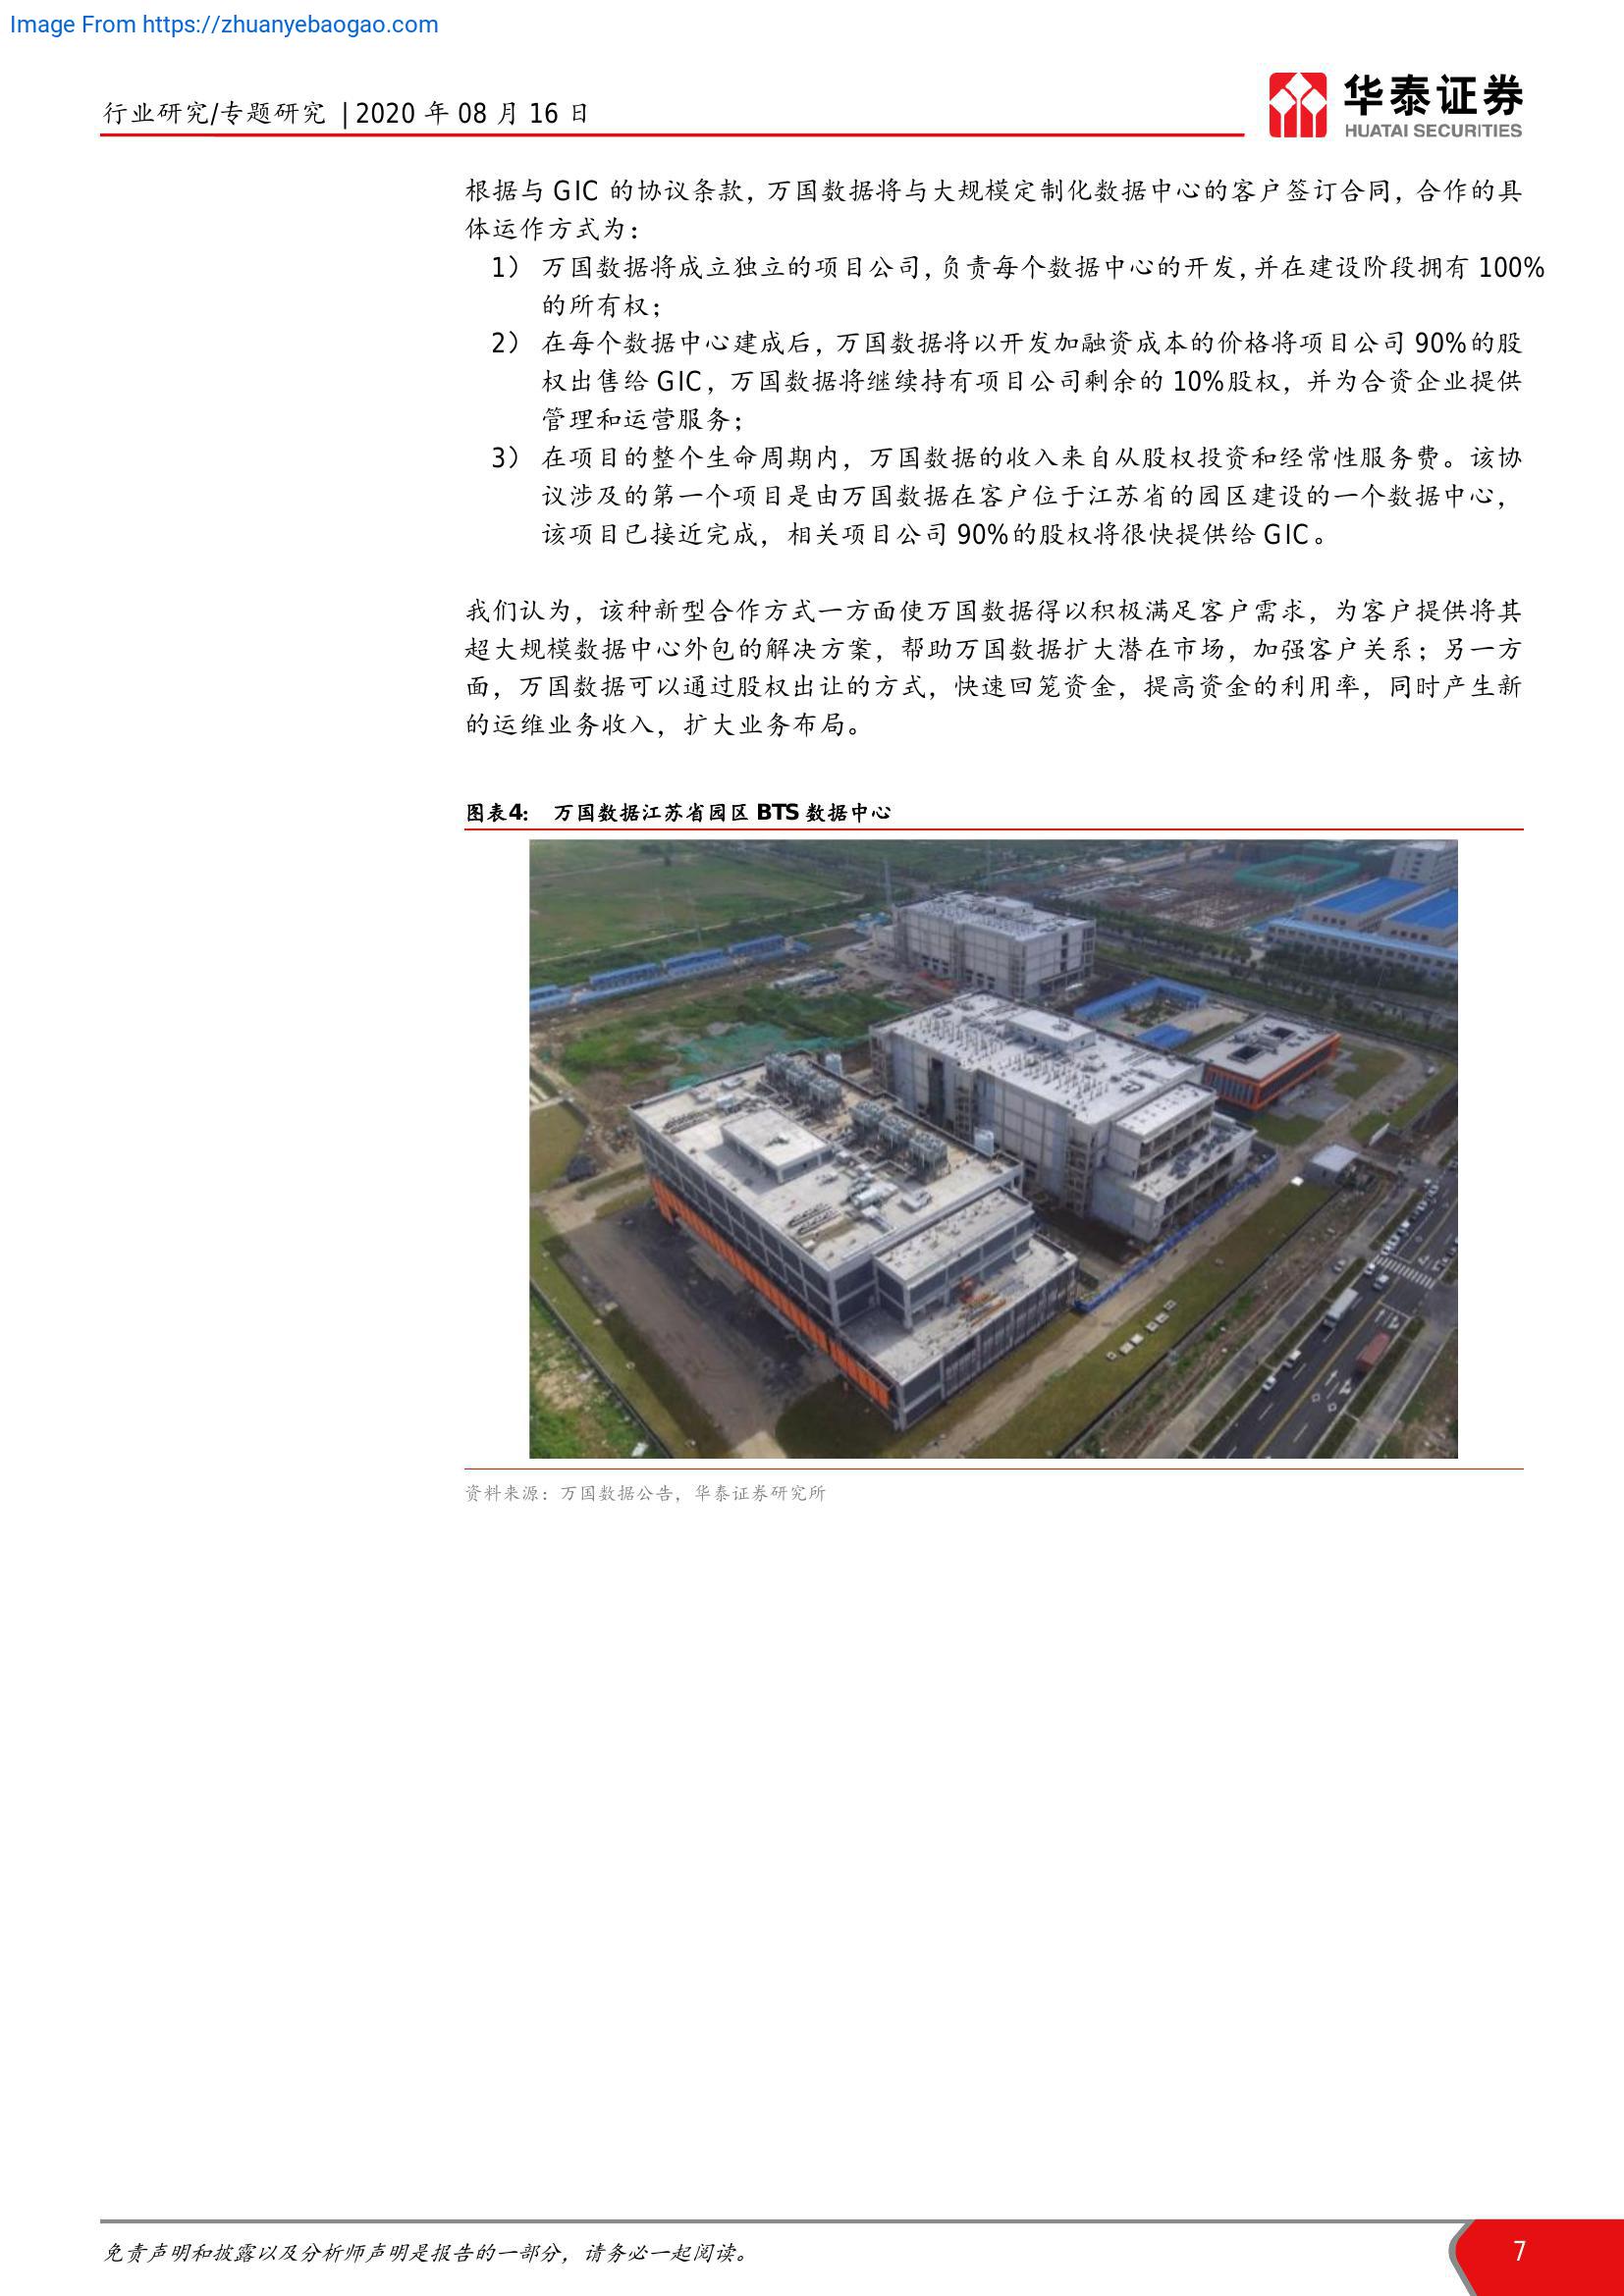 Image From https://zhuanyebaogao.com
行业研究/专题研究 | 2020 年 08 月 16 日
华泰证券
HUATAI SECURITIES
根据与 GIC 的协议条款，万国数据将与大规模定制化数据中心的客户签订合同，合作的具
体运作方式为：
1） 万国数据将成立独立的项目公司，负责每个数据中心的开发，并在建设阶段拥有 100%
的所有权；
2） 在每个数据中心建成后，万国数据将以开发加融资成本的价格将项目公司 90%的股
权出售给 GIC，万国数据将继续持有项目公司剩余的 10%股权，并为合资企业提供
管理和运营服务；
3） 在项目的整个生命周期内，万国数据的收入来自从股权投资和经常性服务费。该协
议涉及的第一个项目是由万国数据在客户位于江苏省的园区建设的一个数据中心，
该项目已接近完成，相关项目公司 90%的股权将很快提供给 GIC。
我们认为，该种新型合作方式一方面使万国数据得以积极满足客户需求，为客户提供将其
超大规模数据中心外包的解决方案，帮助万国数据扩大潜在市场，加强客户关系；另一方
面，万国数据可以通过股权出让的方式，快速回笼资金，提高资金的利用率，同时产生新
的运维业务收入，扩大业务布局。
图表4： 万国数据江苏省园区 BTS 数据中心
资料来源：万国数据公告，华泰证券研究所
免责声明和披露以及分析师声明是报告的一部分，请务必一起阅读。
7